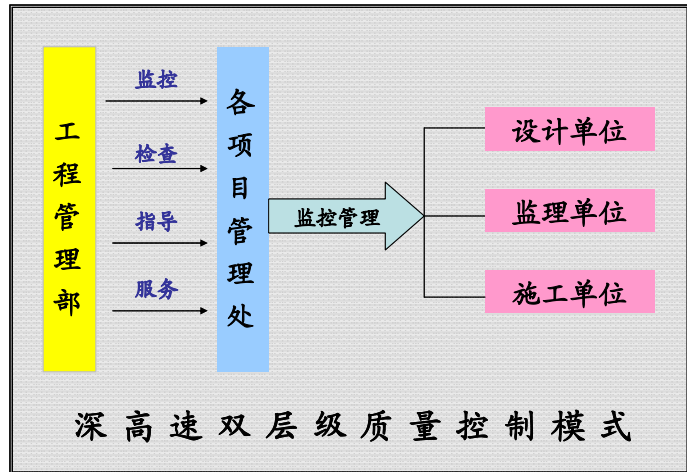 工程管理部
监控
检查
指导
服务
各项目管理处
监控管理
设计单位
监理单位
施工单位
深高速双层级质量控制模式